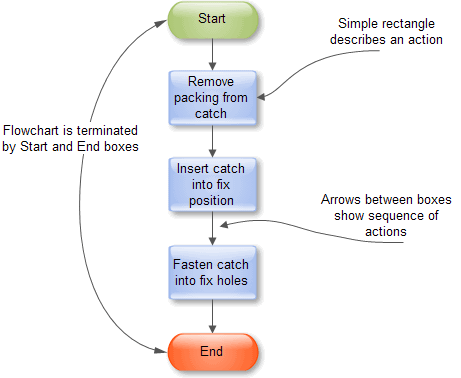 Start
Simple rectangle
describes an action
Remove
packing from
catch
Flowchart is terminated
by Start and End boxes
Insert catch
into fix
position
Arrows between boxes
show sequence of
actions
Fasten catch
into fix holes
End